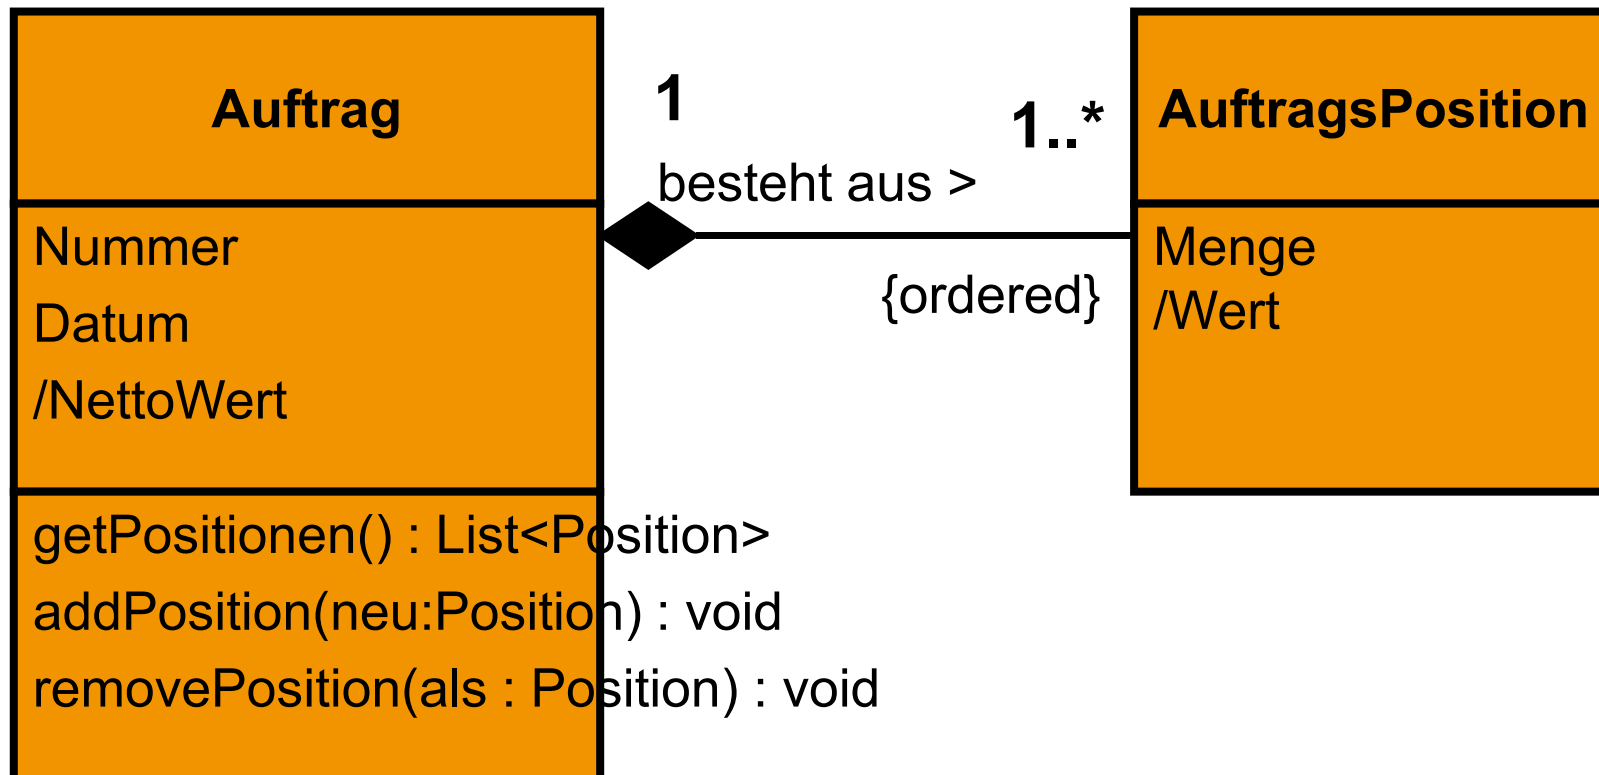 Auftrag
Nummer
Datum
/NettoWert
getPositionen() : List<Position>
addPosition(neu:Position) : void
removePosition(als : Position) : void
1
1..*
besteht aus >
{ordered}
AuftragsPosition
Menge
/Wert